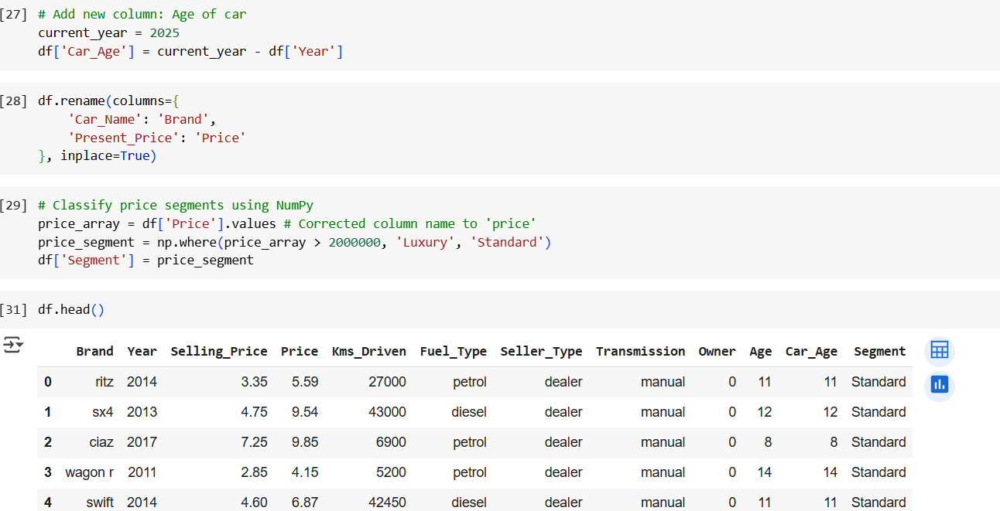 [27] # Add new column: Age of car
current_year = 2025
df['Car_Age'] = current_year - df['Year']
[28] df.rename(columns={
    'Car_Name': 'Brand',
    'Present_Price': 'Price'
}, inplace=True)
[29] # Classify price segments using NumPy
price_array = df['Price'].values # Corrected column name to 'price'
price_segment = np.where(price_array > 2000000, 'Luxury', 'Standard')
df['Segment'] = price_segment
[31] df.head()
Brand Year Selling_Price Price Kms_Driven Fuel_Type Seller_Type Transmission Owner Age Car_Age Segment
0 ritz 2014 3.35 5.59 27000 petrol dealer manual 0 11 11 Standard
1 sx4 2013 4.75 9.54 43000 diesel dealer manual 0 12 12 Standard
2 ciaz 2017 7.25 9.85 6900 petrol dealer manual 0 8 8 Standard
3 wagon r 2011 2.85 4.15 5200 petrol dealer manual 0 14 14 Standard
4 swift 2014 4.60 6.87 42450 diesel dealer manual 0 11 11 Standard